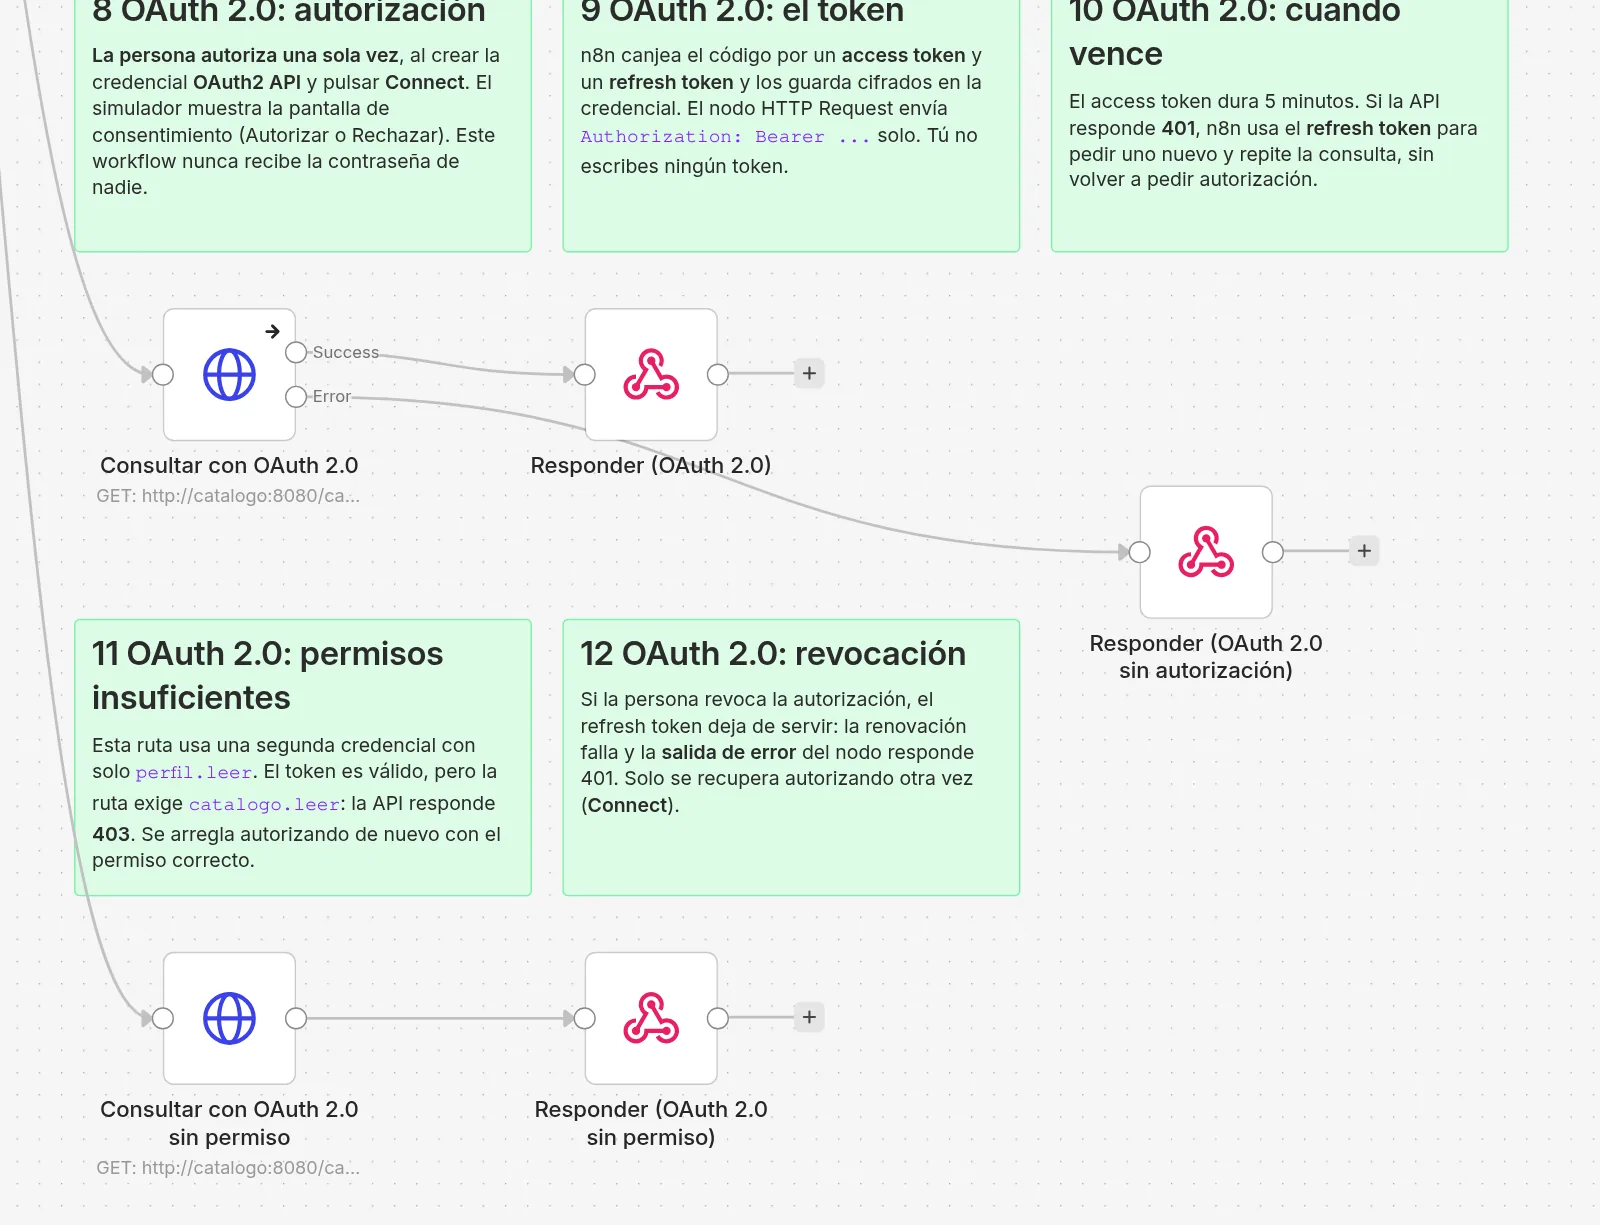 8 OAuth 2.0: autorización
La persona autoriza una sola vez, al crear la
credencial OAuth2 API y pulsar Connect. El
simulador muestra la pantalla de
consentimiento (Autorizar o Rechazar). Este
workflow nunca recibe la contraseña de
nadie.
9 OAuth 2.0: el token
n8n canjea el código por un access token y
un refresh token y los guarda cifrados en la
credencial. El nodo HTTP Request envía
Authorization: Bearer ... solo. Tú no
escribes ningún token.
10 OAuth 2.0: cuando
vence
El access token dura 5 minutos. Si la API
responde 401, n8n usa el refresh token para
pedir uno nuevo y repite la consulta, sin
volver a pedir autorización.
Success
Error
Consultar con OAuth 2.0
GET: http://catalogo:8080/ca...
Responder (OAuth 2.0)
Responder (OAuth 2.0
sin autorización)
11 OAuth 2.0: permisos
insuficientes
Esta ruta usa una segunda credencial con
solo perfil.leer. El token es válido, pero la
ruta exige catalogo.leer: la API responde
403. Se arregla autorizando de nuevo con el
permiso correcto.
12 OAuth 2.0: revocación
Si la persona revoca la autorización, el
refresh token deja de servir: la renovación
falla y la salida de error del nodo responde
401. Solo se recupera autorizando otra vez
(Connect).
Consultar con OAuth 2.0
sin permiso
GET: http://catalogo:8080/ca...
Responder (OAuth 2.0
sin permiso)